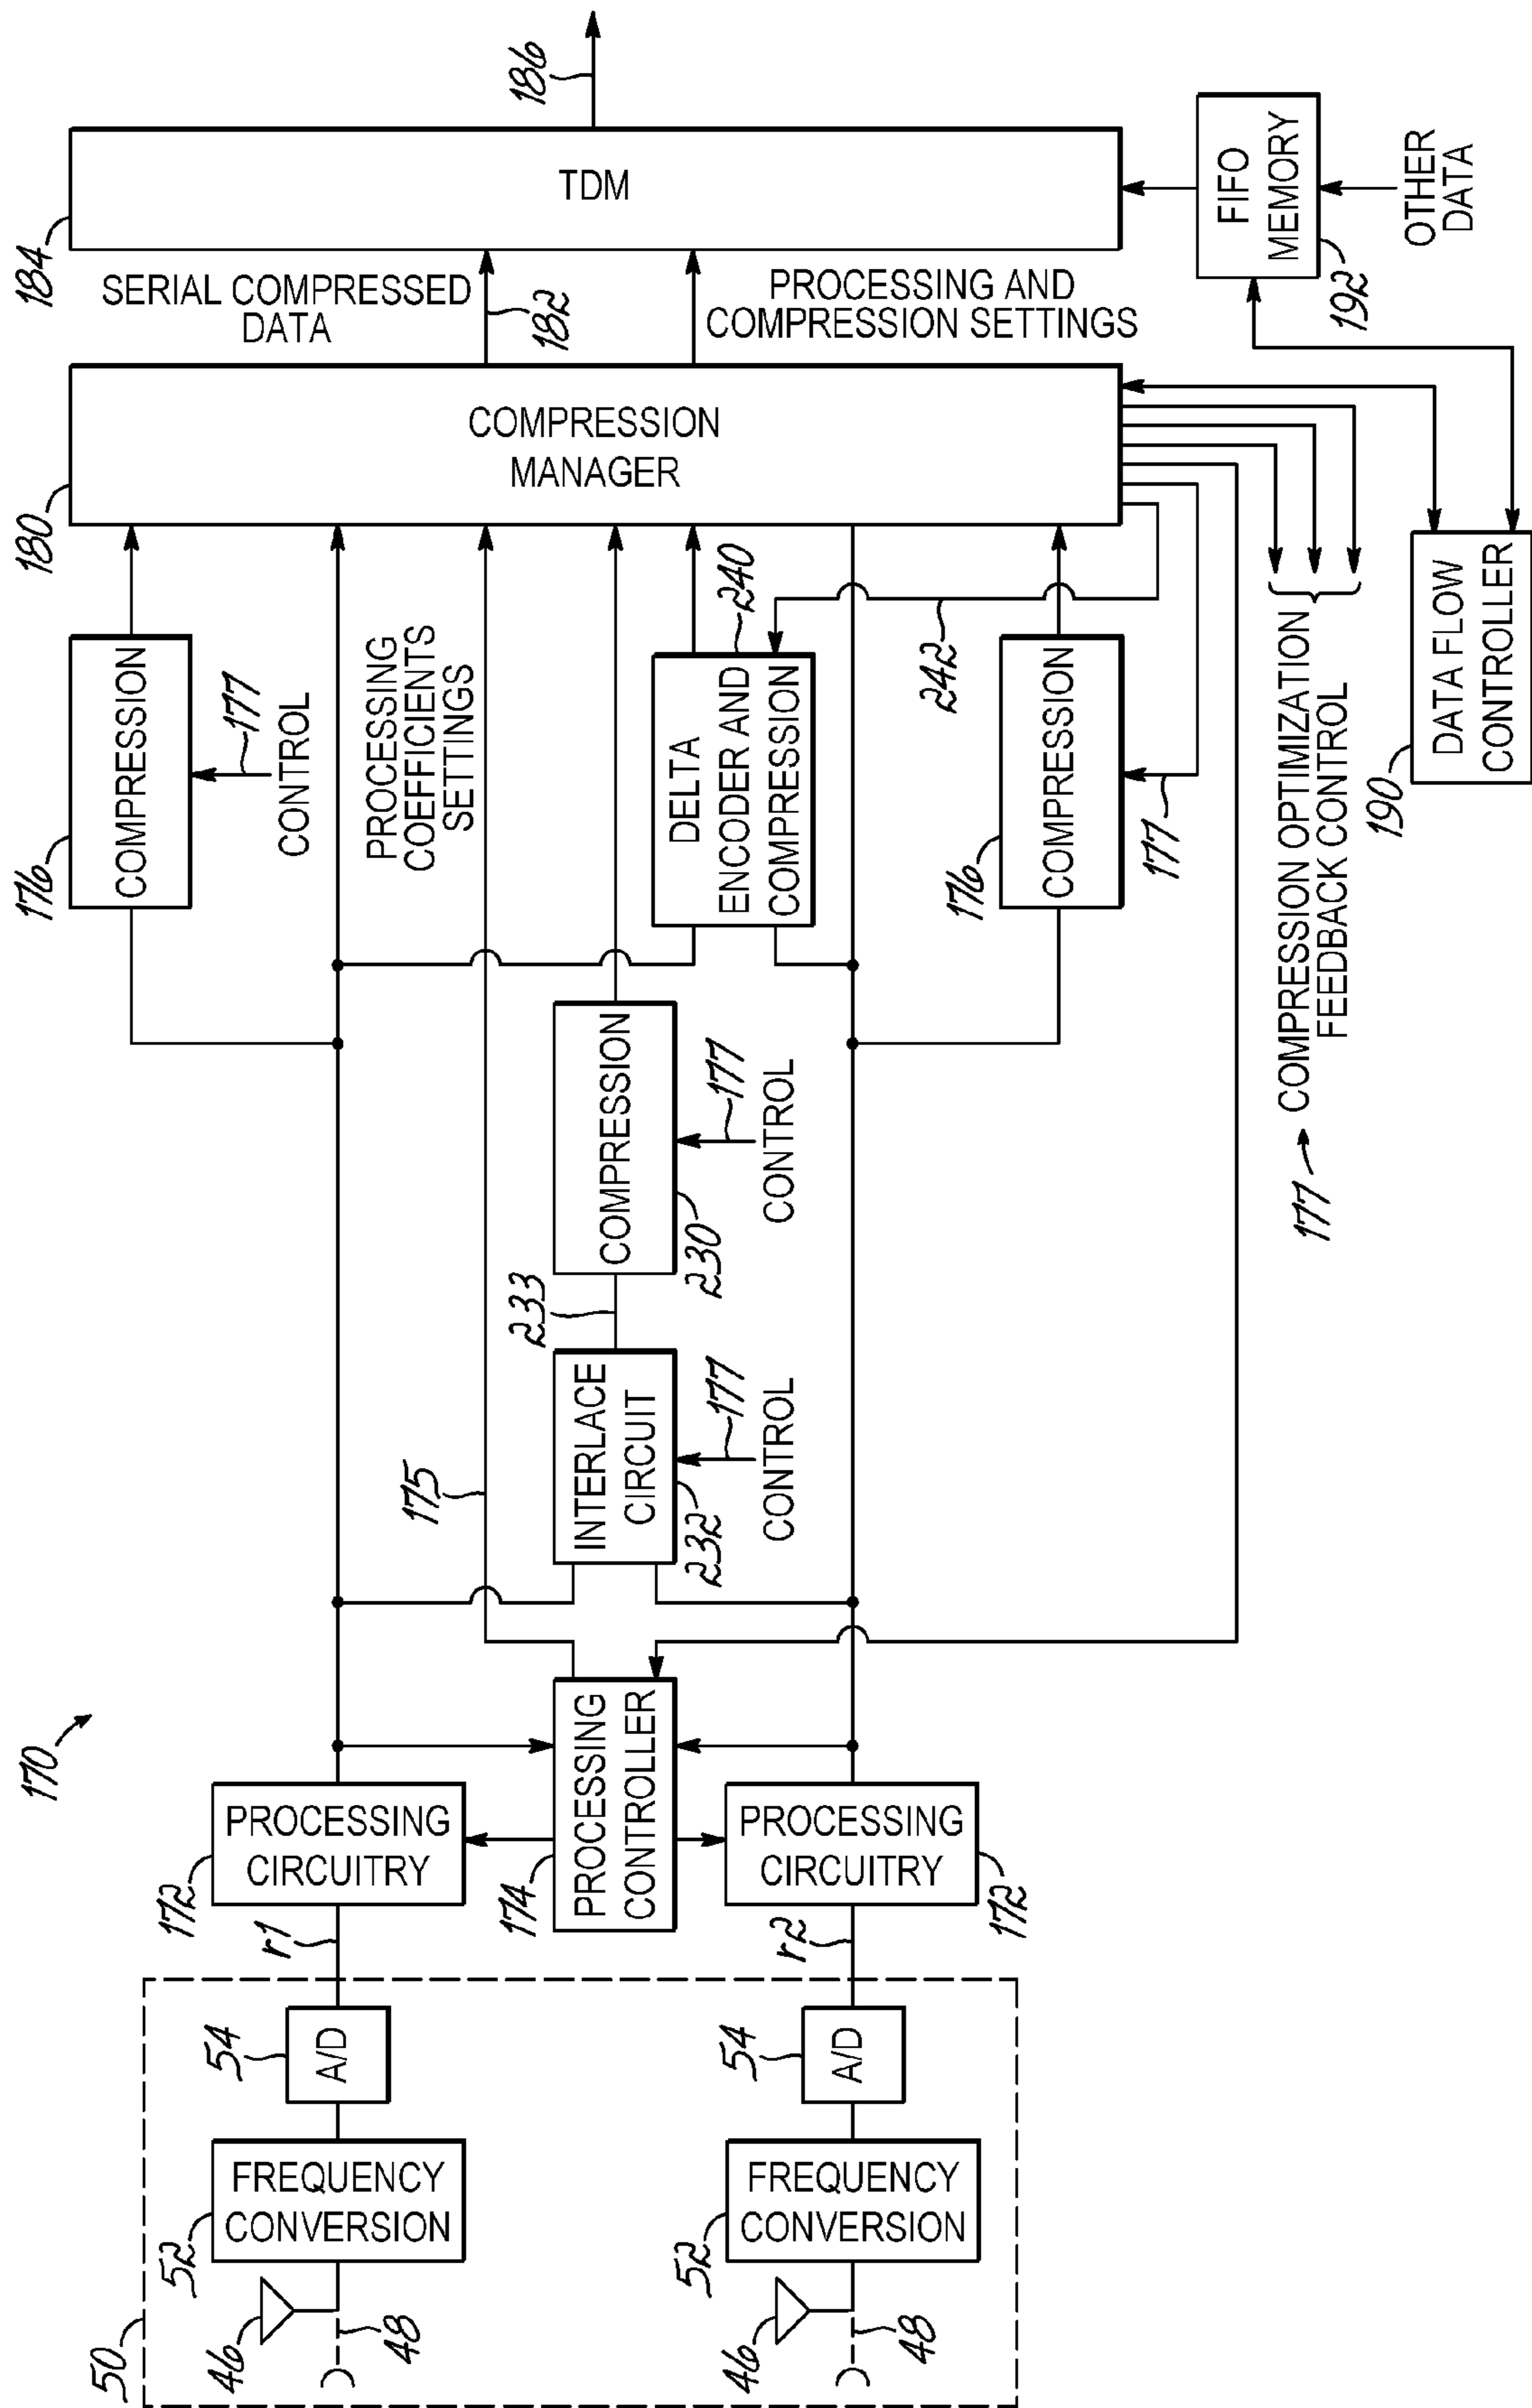 170
50
46
48
52
FREQUENCY
CONVERSION
54
A/D
r1
172
PROCESSING
CIRCUITRY
46
48
52
FREQUENCY
CONVERSION
54
A/D
r2
172
PROCESSING
CIRCUITRY
174
PROCESSING
CONTROLLER
175
INTERLACE
CIRCUIT
232
177
CONTROL
233
COMPRESSION
230
177
CONTROL
176
COMPRESSION
177
CONTROL
PROCESSING
COEFFICIENTS
SETTINGS
DELTA
ENCODER AND
COMPRESSION
240
242
176
COMPRESSION
177
177
COMPRESSION OPTIMIZATION
FEEDBACK CONTROL
180
COMPRESSION
MANAGER
SERIAL COMPRESSED
DATA
182
PROCESSING AND
COMPRESSION SETTINGS
184
TDM
186
190
DATA FLOW
CONTROLLER
FIFO
MEMORY
192
OTHER
DATA